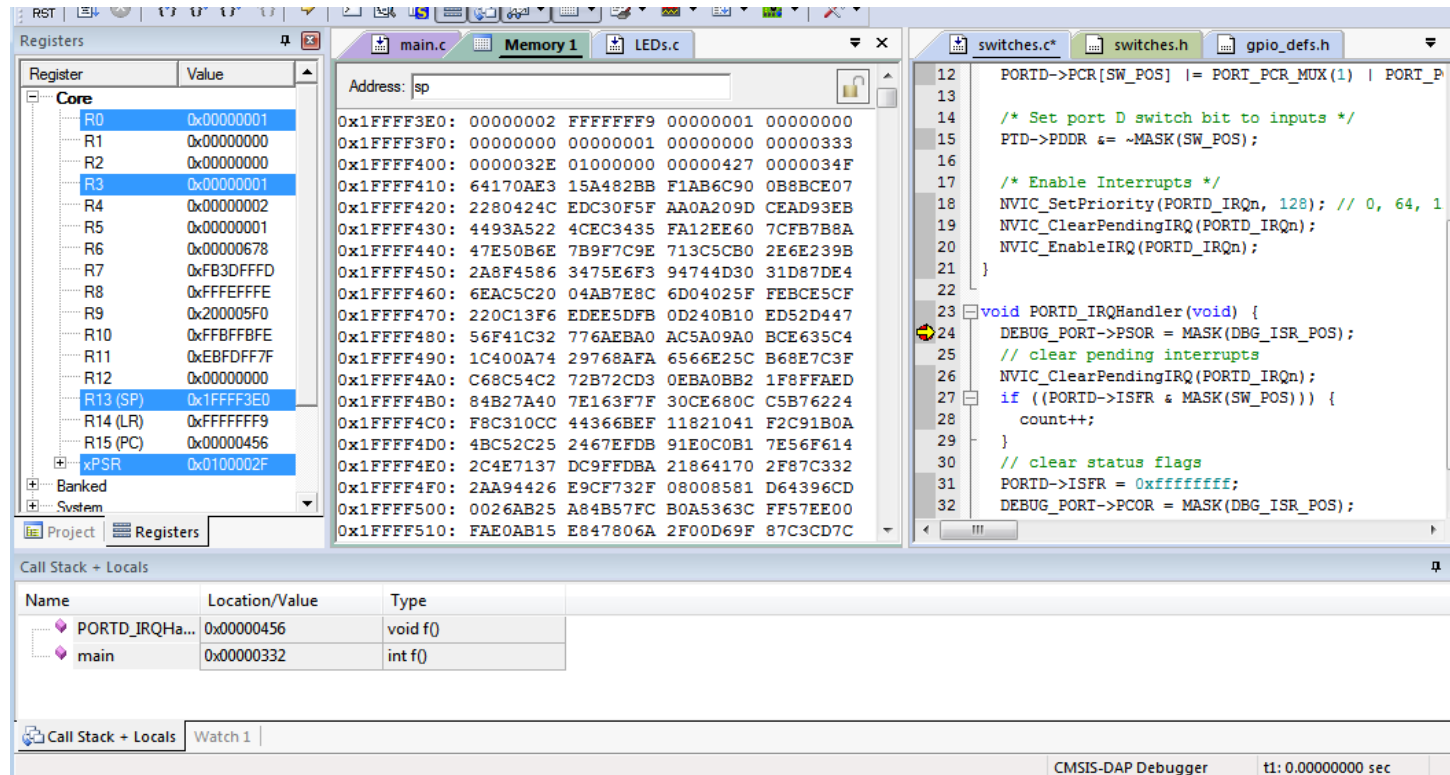 RST
Registers
Register Value
Core
R0 0x00000001
R1 0x00000000
R2 0x00000000
R3 0x00000001
R4 0x00000002
R5 0x00000001
R6 0x00000678
R7 0xFB3DFFFD
R8 0xFFFEFFFE
R9 0x200005F0
R10 0xFFBFFBFE
R11 0xEBFDFF7F
R12 0x00000000
R13 (SP) 0x1FFFF3E0
R14 (LR) 0xFFFFFFF9
R15 (PC) 0x00000456
xPSR 0x0100002F
Banked
System
Project Registers
main.c Memory 1 LEDs.c
Address: sp
0x1FFFF3E0: 00000002 FFFFFFF9 00000001 00000000
0x1FFFF3F0: 00000000 00000001 00000000 00000333
0x1FFFF400: 0000032E 01000000 00000427 0000034F
0x1FFFF410: 64170AE3 15A482BB F1AB6C90 0B8BCE07
0x1FFFF420: 2280424C EDC30F5F AA0A209D CEAD93EB
0x1FFFF430: 4493A522 4CEC3435 FA12EE60 7CFB7B8A
0x1FFFF440: 47E50B6E 7B9F7C9E 713C5CB0 2E6E239B
0x1FFFF450: 2A8F4586 3475E6F3 94744D30 31D87DE4
0x1FFFF460: 6EAC5C20 04AB7E8C 6D04025F FEBCE5CF
0x1FFFF470: 220C13F6 EDEE5DFB 0D240B10 ED52D447
0x1FFFF480: 56F41C32 776AEBA0 AC5A09A0 BCE635C4
0x1FFFF490: 1C400A74 29768AFA 6566E25C B68E7C3F
0x1FFFF4A0: C68C54C2 72B72CD3 0EBA0BB2 1F8FFAED
0x1FFFF4B0: 84B27A40 7E163F7F 30CE680C C5B76224
0x1FFFF4C0: F8C310CC 44366BEF 11821041 F2C91B0A
0x1FFFF4D0: 4BC52C25 2467EFDB 91E0C0B1 7E56F614
0x1FFFF4E0: 2C4E7137 DC9FFDBA 21864170 2F87C332
0x1FFFF4F0: 2AA94426 E9CF732F 08008581 D64396CD
0x1FFFF500: 0026AB25 A84B57FC B0A5363C FF57EE00
0x1FFFF510: FAE0AB15 E847806A 2F00D69F 87C3CD7C
switches.c* switches.h gpio_defs.h
12 PORTD->PCR[SW_POS] |= PORT_PCR_MUX(1) | PORT_P
13
14 /* Set port D switch bit to inputs */
15 PTD->PDDR &= ~MASK(SW_POS);
16
17 /* Enable Interrupts */
18 NVIC_SetPriority(PORTD_IRQn, 128); // 0, 64, 1
19 NVIC_ClearPendingIRQ(PORTD_IRQn);
20 NVIC_EnableIRQ(PORTD_IRQn);
21 }
22
23 void PORTD_IRQHandler(void) {
24 DEBUG_PORT->PSOR = MASK(DBG_ISR_POS);
25 // clear pending interrupts
26 NVIC_ClearPendingIRQ(PORTD_IRQn);
27 if ((PORTD->ISFR & MASK(SW_POS))) {
28 count++;
29 }
30 // clear status flags
31 PORTD->ISFR = 0xffffffff;
32 DEBUG_PORT->PCOR = MASK(DBG_ISR_POS);
Call Stack + Locals
Name Location/Value Type
PORTD_IRQHa... 0x00000456 void f()
main 0x00000332 int f()
Call Stack + Locals Watch 1
CMSIS-DAP Debugger t1: 0.00000000 sec